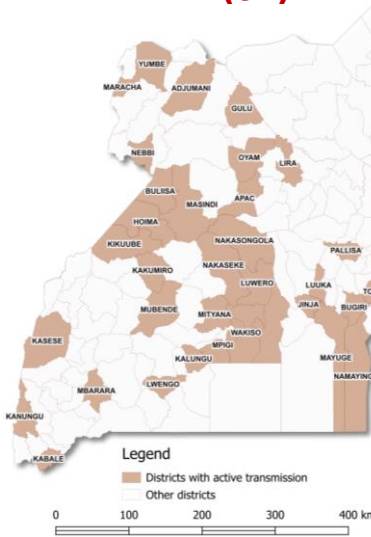 YUMBE
MARACHA
ADJUMANI
GULU
NEBBI
OYAM
LIRA
BULIISA
MASINDI
APAC
HOIMA
KIKUUBE
NAKASONGOLA
PALLISA
KAKUMIRO
NAKASEKE
LUWERO
LUUKA
TO
MUBENDE
MITYANA
JINJA
BUGIRI
WAKISO
KASESE
MPIGI
KALUNGU
MAYUGE
MBARARA
LWENGO
NAMAYING
KANUNGU
KABALE
Legend
Districts with active transmission
Other districts
0 100 200 300 400 km